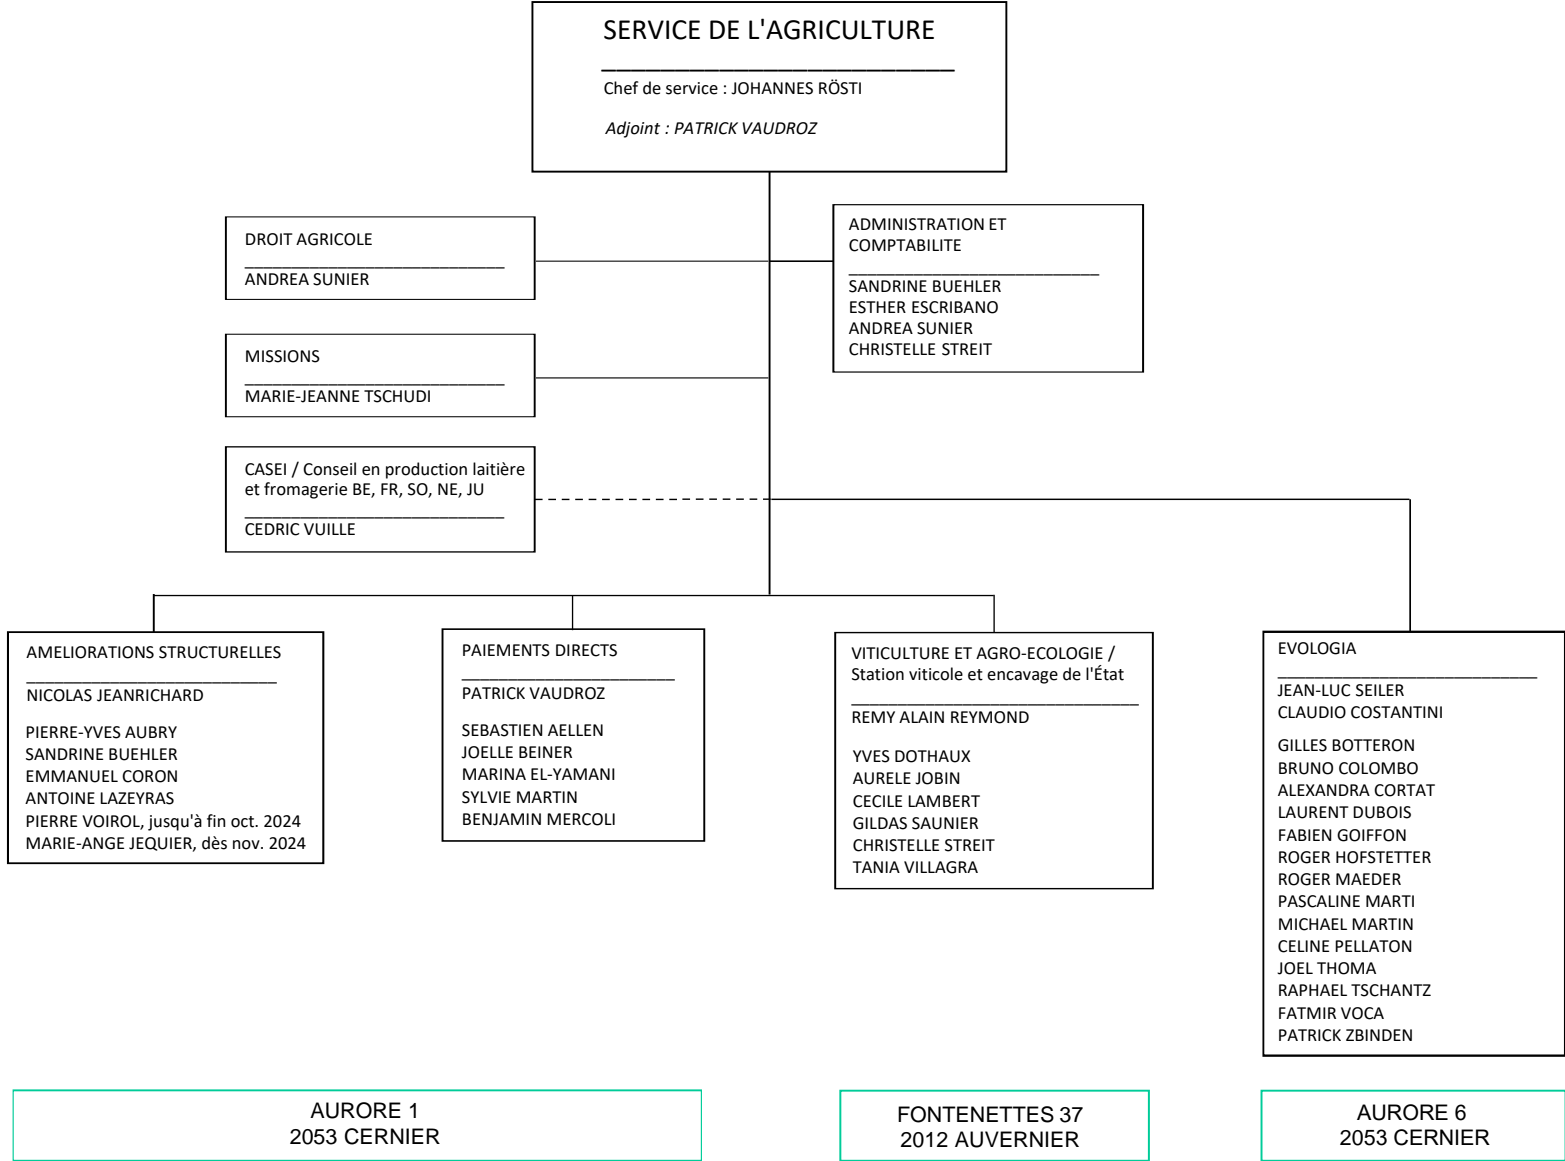 SERVICE DE L'AGRICULTURE
Chef de service : JOHANNES RÖSTI
Adjoint : PATRICK VAUDROZ
DROIT AGRICOLE
ANDREA SUNIER
ADMINISTRATION ET
COMPTABILITE
SANDRINE BUEHLER
ESTHER ESCRIBANO
ANDREA SUNIER
CHRISTELLE STREIT
MISSIONS
MARIE-JEANNE TSCHUDI
CASEI / Conseil en production laitière
et fromagerie BE, FR, SO, NE, JU
CEDRIC VUILLE
AMELIORATIONS STRUCTURELLES
NICOLAS JEANRICHARD
PIERRE-YVES AUBRY
SANDRINE BUEHLER
EMMANUEL CORON
ANTOINE LAZEYRAS
PIERRE VOIROL, jusqu'à fin oct. 2024
MARIE-ANGE JEQUIER, dès nov. 2024
PAIEMENTS DIRECTS
PATRICK VAUDROZ
SEBASTIEN AELLEN
JOELLE BEINER
MARINA EL-YAMANI
SYLVIE MARTIN
BENJAMIN MERCOLI
VITICULTURE ET AGRO-ECOLOGIE /
Station viticole et encavage de l'État
REMY ALAIN REYMOND
YVES DOTHAUX
AURELE JOBIN
CECILE LAMBERT
GILDAS SAUNIER
CHRISTELLE STREIT
TANIA VILLAGRA
EVOLOGIA
JEAN-LUC SEILER
CLAUDIO COSTANTINI
GILLES BOTTERON
BRUNO COLOMBO
ALEXANDRA CORTAT
LAURENT DUBOIS
FABIEN GOIFFON
ROGER HOFSTETTER
ROGER MAEDER
PASCALINE MARTI
MICHAEL MARTIN
CELINE PELLATON
JOEL THOMA
RAPHAEL TSCHANTZ
FATMIR VOCA
PATRICK ZBINDEN
AURORE 1
2053 CERNIER
FONTENETTES 37
2012 AUVERNIER
AURORE 6
2053 CERNIER